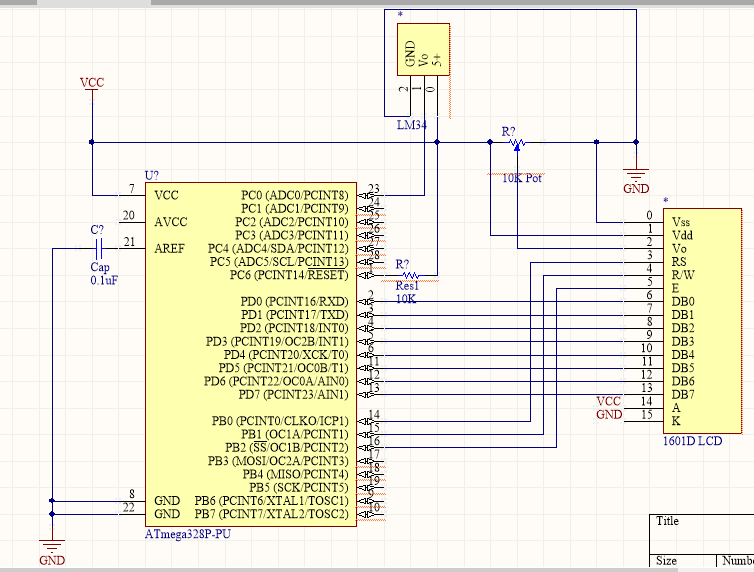 *
GND
Vo
5+
2
1
0
LM34
VCC
R?
10K Pot
GND
U?
7 VCC PC0 (ADC0/PCINT8) 23
PC1 (ADC1/PCINT9) 24
20 AVCC PC2 (ADC2/PCINT10) 25
PC3 (ADC3/PCINT11) 26
21 AREF PC4 (ADC4/SDA/PCINT12) 27
PC5 (ADC5/SCL/PCINT13) 28
PC6 (PCINT14/RESET) 1
C?
Cap
0.1uF
R?
Res1
10K
PD0 (PCINT16/RXD) 2
PD1 (PCINT17/TXD) 3
PD2 (PCINT18/INT0) 4
PD3 (PCINT19/OC2B/INT1) 5
PD4 (PCINT20/XCK/T0) 6
PD5 (PCINT21/OC0B/T1) 11
PD6 (PCINT22/OC0A/AIN0) 12
PD7 (PCINT23/AIN1) 13
PB0 (PCINT0/CLKO/ICP1) 14
PB1 (OC1A/PCINT1) 15
PB2 (SS/OC1B/PCINT2) 16
PB3 (MOSI/OC2A/PCINT3) 17
PB4 (MISO/PCINT4) 18
PB5 (SCK/PCINT5) 19
8 GND PB6 (PCINT6/XTAL1/TOSC1) 9
22 GND PB7 (PCINT7/XTAL2/TOSC2) 10
ATmega328P-PU
GND
*
0 Vss
1 Vdd
2 Vo
3 RS
4 R/W
5 E
6 DB0
7 DB1
8 DB2
9 DB3
10 DB4
11 DB5
12 DB6
13 DB7
VCC 14 A
GND 15 K
1601D LCD
Title
Size Numb